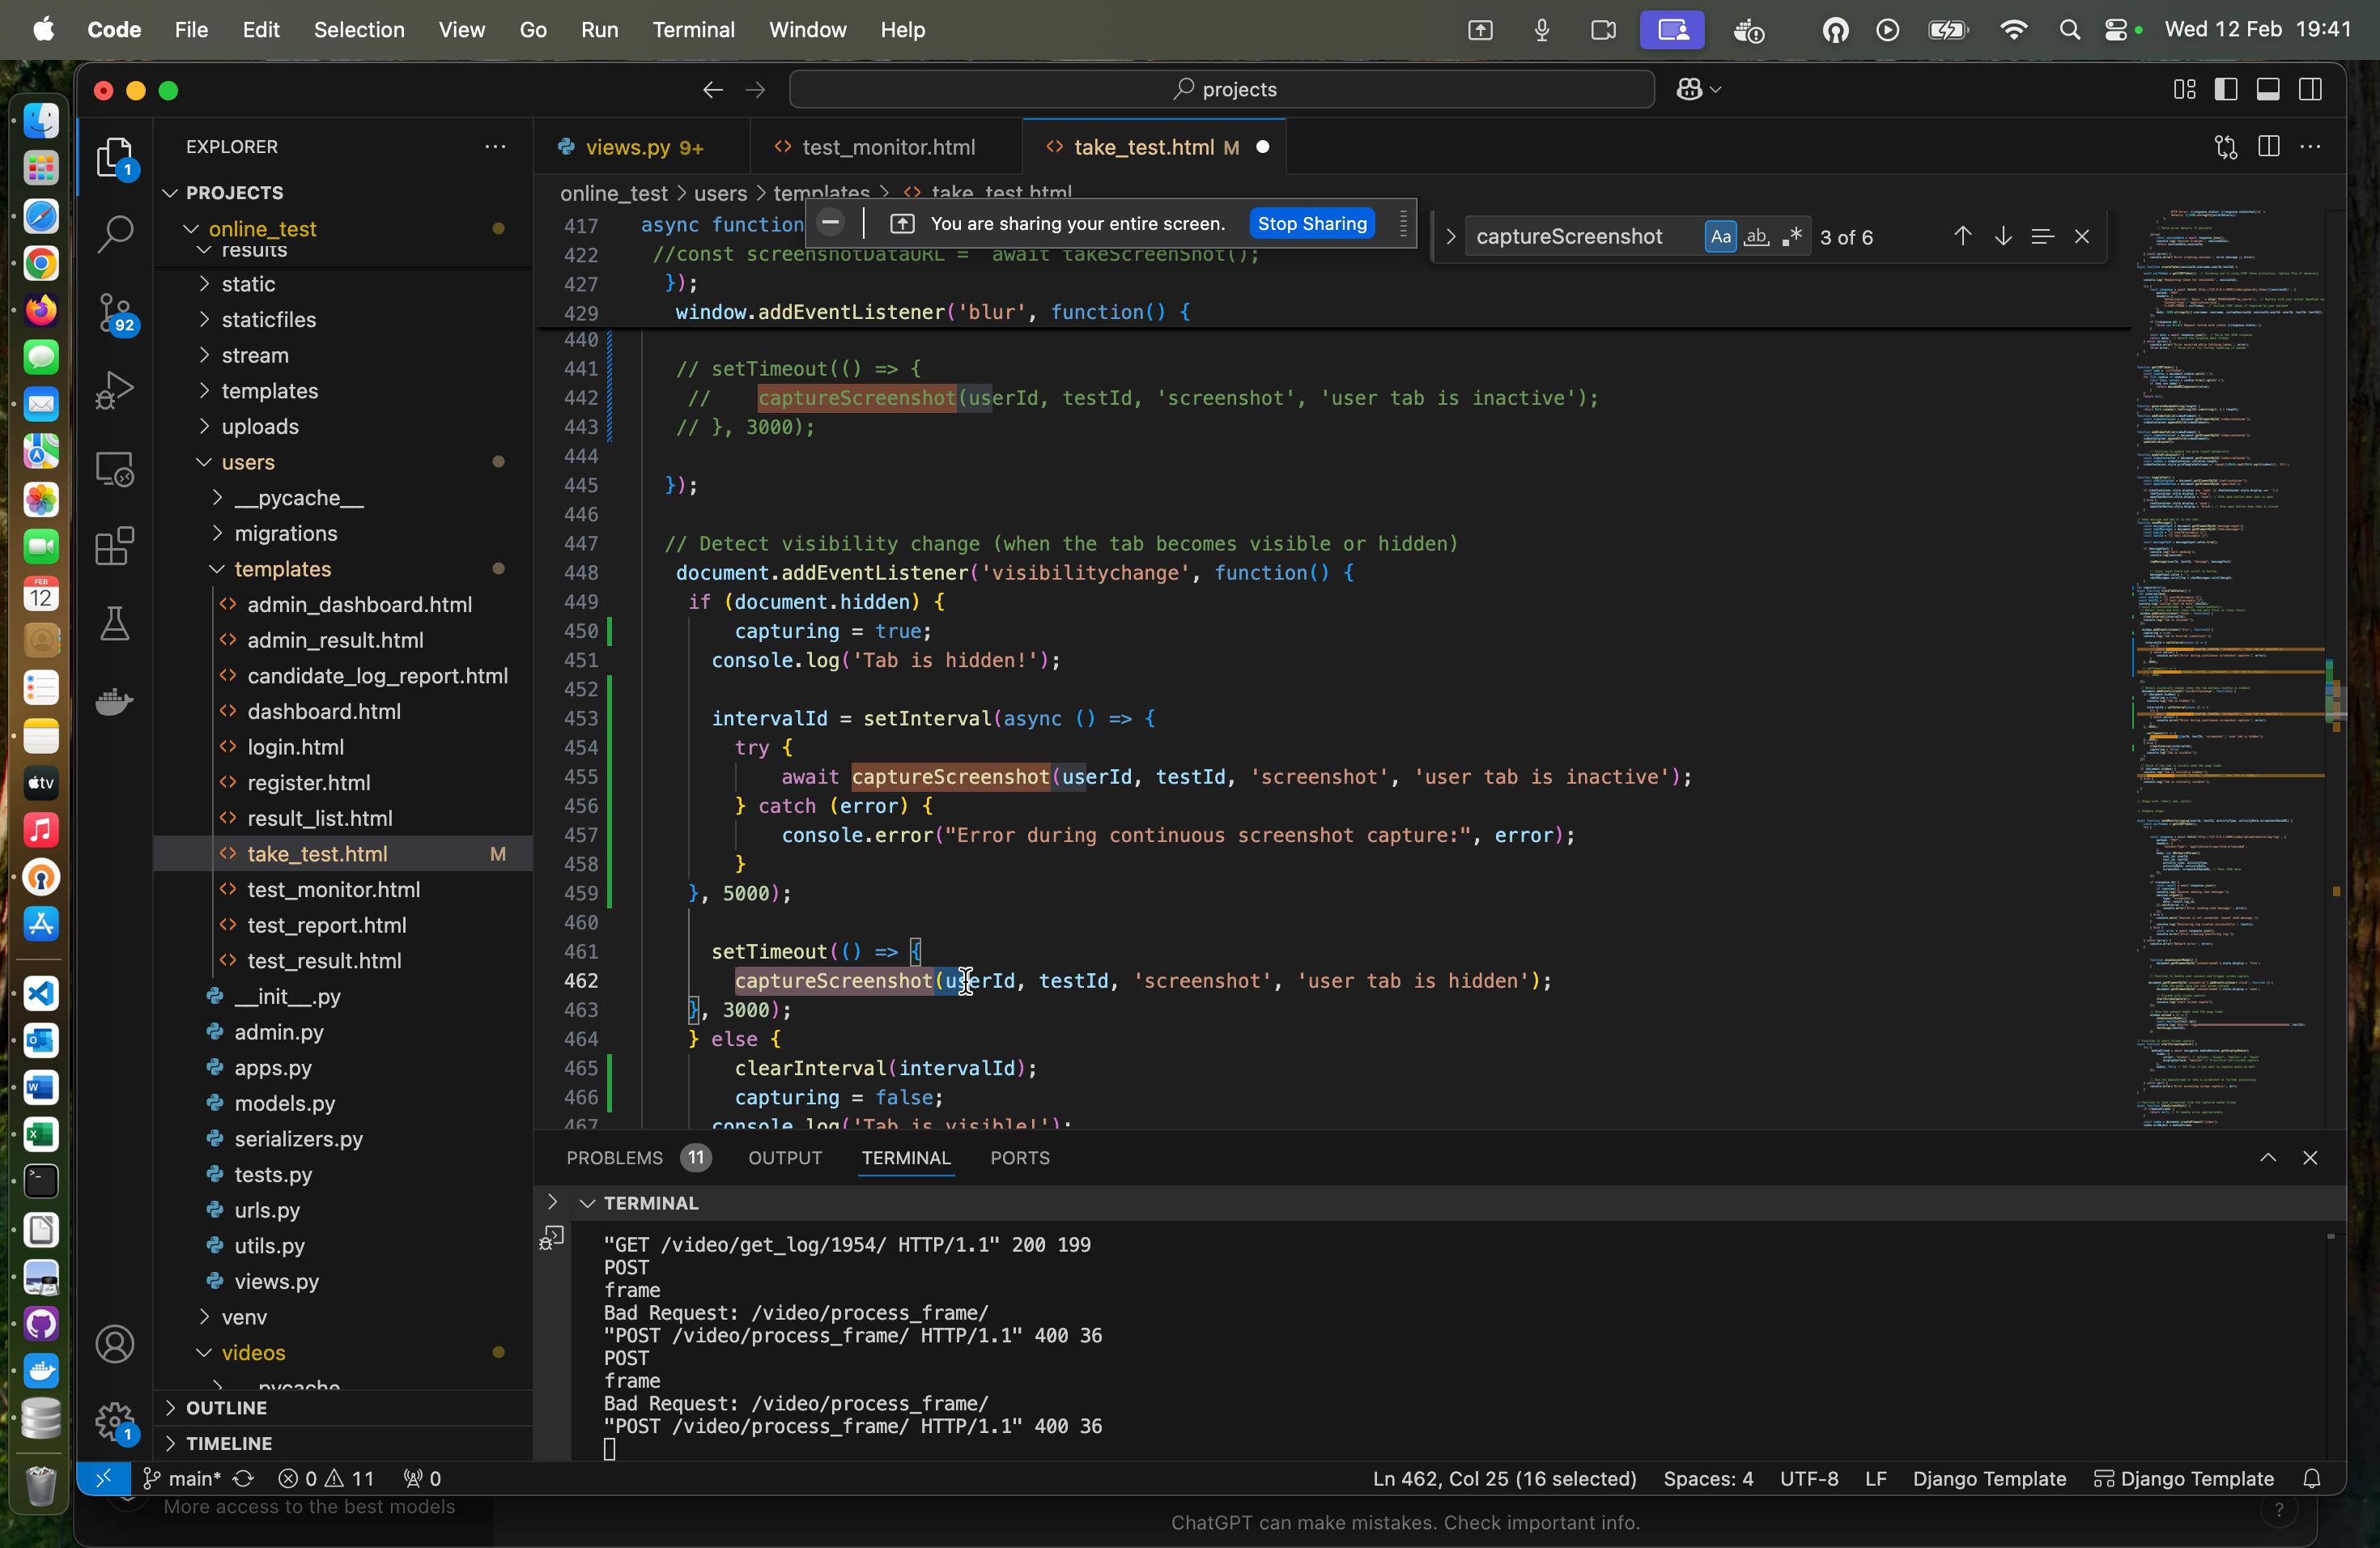 Code File Edit Selection View Go Run Terminal Window Help Wed 12 Feb 19:41
projects
EXPLORER
PROJECTS
online_test
results
static
staticfiles
stream
templates
uploads
users
__pycache__
migrations
templates
admin_dashboard.html
admin_result.html
candidate_log_report.html
dashboard.html
login.html
register.html
result_list.html
take_test.html M
test_monitor.html
test_report.html
test_result.html
__init__.py
admin.py
apps.py
models.py
serializers.py
tests.py
urls.py
utils.py
views.py
venv
videos
pycache
OUTLINE
TIMELINE
1
92
1
FEB
12
tv
views.py 9+ test_monitor.html take_test.html M
online_test > users > templates > take_test.html
You are sharing your entire screen. Stop Sharing
captureScreenshot Aa ab 3 of 6
417 async function
422 //const screenshotDataURL = await takeScreenShot();
427 });
429 window.addEventListener('blur', function() {
440
441 // setTimeout(() => {
442 // captureScreenshot(userId, testId, 'screenshot', 'user tab is inactive');
443 // }, 3000);
444
445 });
446
447 // Detect visibility change (when the tab becomes visible or hidden)
448 document.addEventListener('visibilitychange', function() {
449 if (document.hidden) {
450 capturing = true;
451 console.log('Tab is hidden!');
452
453 intervalId = setInterval(async () => {
454 try {
455 await captureScreenshot(userId, testId, 'screenshot', 'user tab is inactive');
456 } catch (error) {
457 console.error("Error during continuous screenshot capture:", error);
458 }
459 }, 5000);
460
461 setTimeout(() => {
462 captureScreenshot(userId, testId, 'screenshot', 'user tab is hidden');
463 }, 3000);
464 } else {
465 clearInterval(intervalId);
466 capturing = false;
467 console.log('Tab is visible!');
PROBLEMS 11 OUTPUT TERMINAL PORTS
TERMINAL
"GET /video/get_log/1954/ HTTP/1.1" 200 199
POST
frame
Bad Request: /video/process_frame/
"POST /video/process_frame/ HTTP/1.1" 400 36
POST
frame
Bad Request: /video/process_frame/
"POST /video/process_frame/ HTTP/1.1" 400 36
main* 0 11 0 Ln 462, Col 25 (16 selected) Spaces: 4 UTF-8 LF Django Template Django Template
More access to the best models
ChatGPT can make mistakes. Check important info.
?